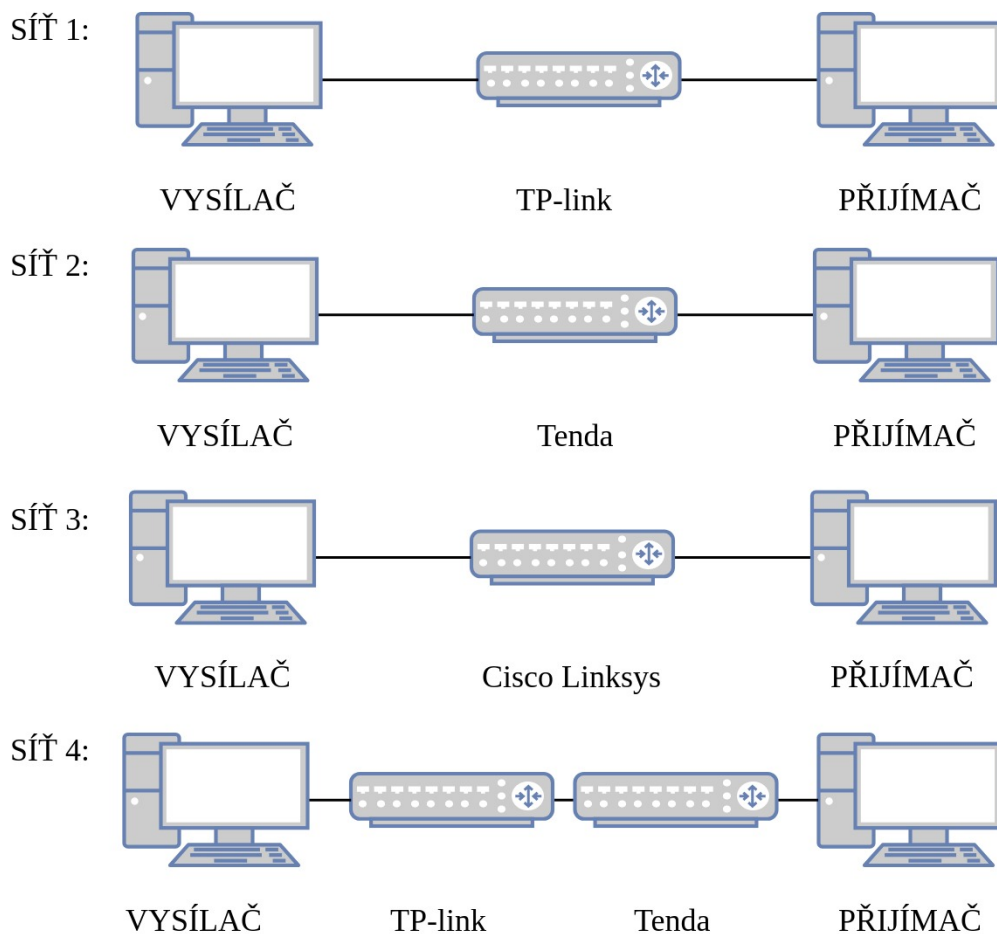 SÍŤ 1:
VYSÍLAČ TP-link PŘIJÍMAČ
SÍŤ 2:
VYSÍLAČ Tenda PŘIJÍMAČ
SÍŤ 3:
VYSÍLAČ Cisco Linksys PŘIJÍMAČ
SÍŤ 4:
VYSÍLAČ TP-link Tenda PŘIJÍMAČ